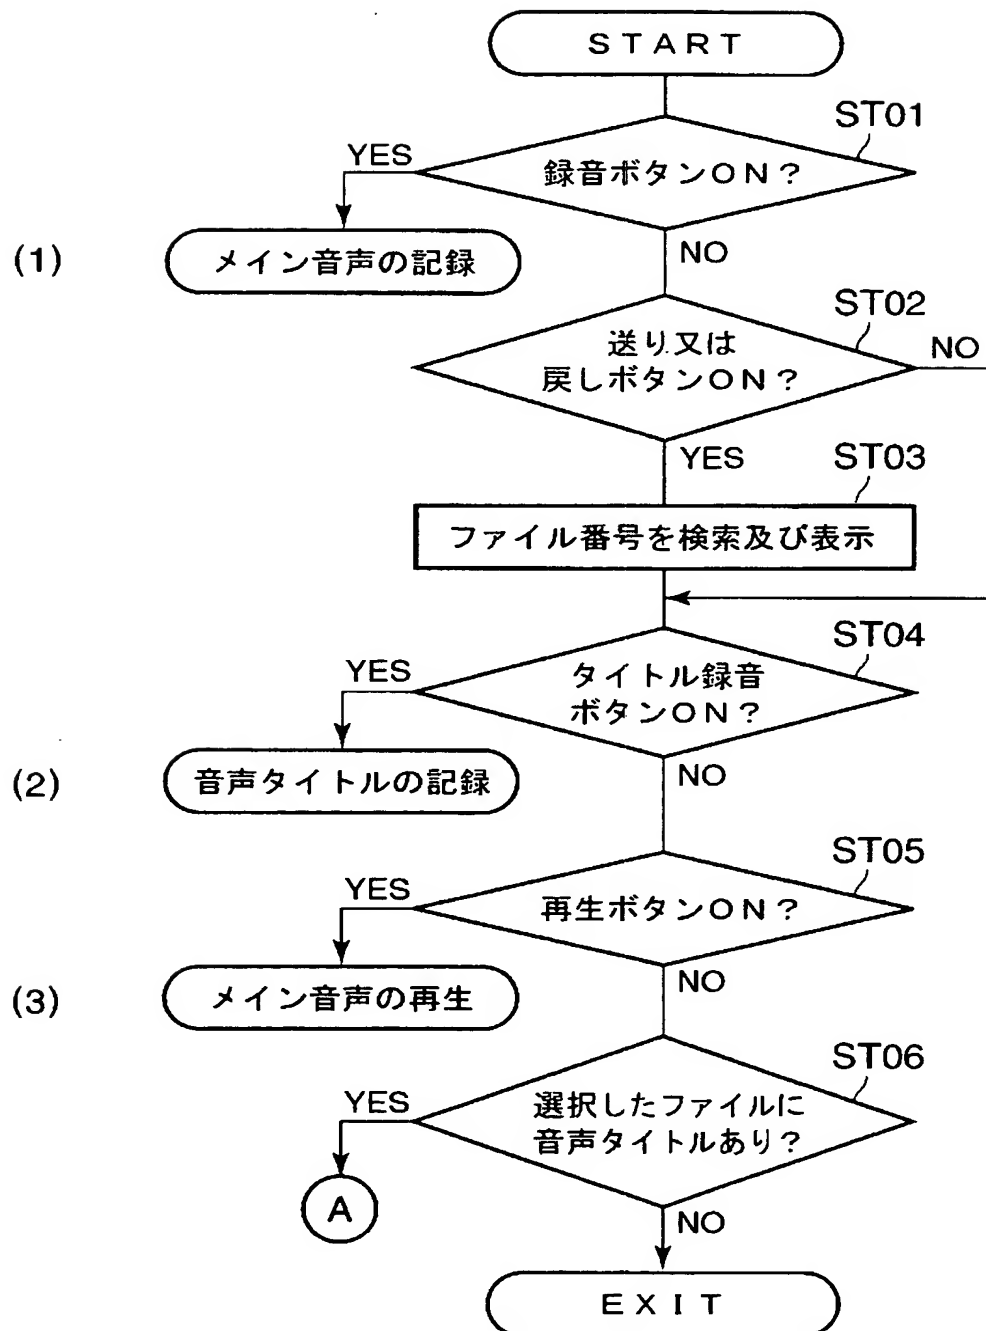 START
ST01
YES
録音ボタンON?
(1)
メイン音声の記録
NO
ST02
送り又は
戻しボタンON?
NO
YES
ST03
ファイル番号を検索及び表示
ST04
YES
タイトル録音
ボタンON?
(2)
音声タイトルの記録
NO
ST05
YES
再生ボタンON?
(3)
メイン音声の再生
NO
ST06
YES
選択したファイルに
音声タイトルあり?
A
NO
EXIT